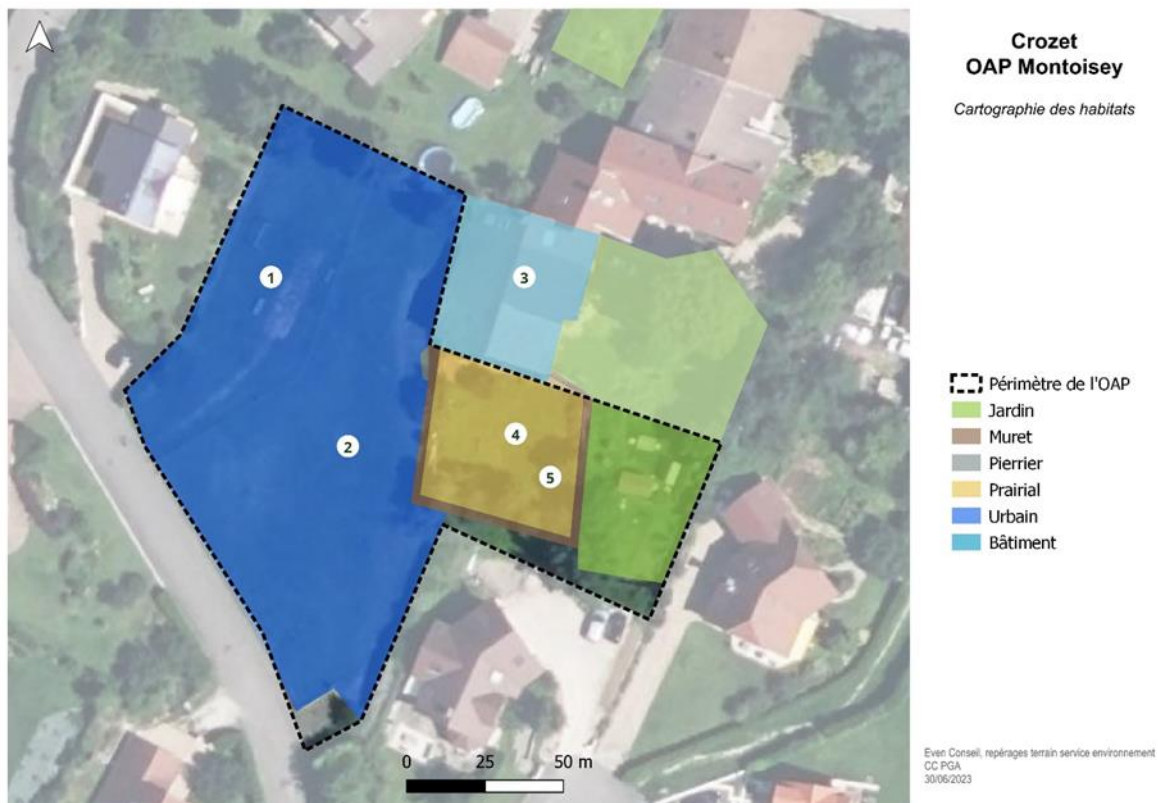 Crozet
OAP Montoisey
Cartographie des habitats
1
3
4
2
5
Périmètre de l'OAP
Jardin
Muret
Pierrier
Prairial
Urbain
Bâtiment
0 25 50 m
Even Conseil, repérages terrain service environnement
CC PGA
30/06/2023